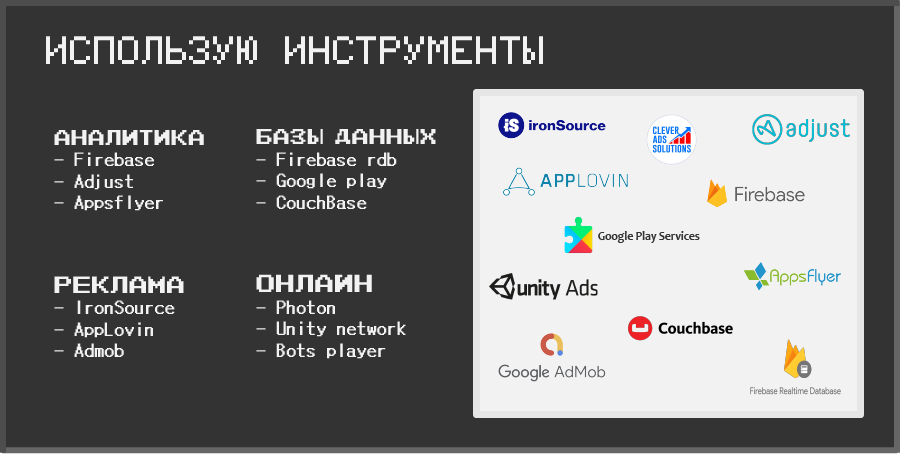 ИСПОЛЬЗУЮ ИНСТРУМЕНТЫ
АНАЛИТИКА
- Firebase
- Adjust
- Appsflyer
БАЗЫ ДАННЫХ
- Firebase rdb
- Google play
- CouchBase
РЕКЛАМА
- IronSource
- AppLovin
- Admob
ОНЛАИН
- Photon
- Unity network
- Bots player
iS ironSource
CLEVER
ADS
SOLUTIONS
adjust
APPLOVIN
Firebase
Google Play Services
unity Ads
AppsFlyer
Couchbase
Google AdMob
Firebase Realtime Database